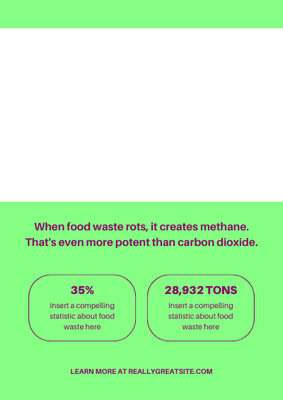 When food waste rots, it creates methane.
That's even more potent than carbon dioxide.
35%
Insert a compelling
statistic about food
waste here
28,932 TONS
Insert a compelling
statistic about food
waste here
LEARN MORE AT REALLYGREATSITE.COM